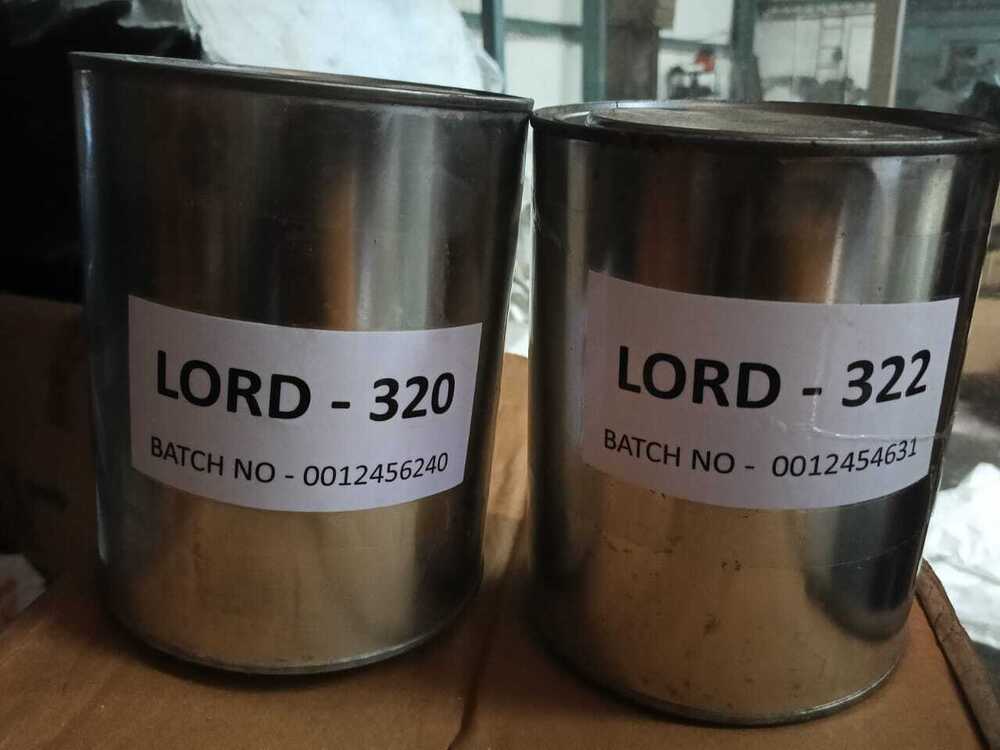 LORD - 320
BATCH NO - 0012456240
LORD - 322
BATCH NO - 0012454631